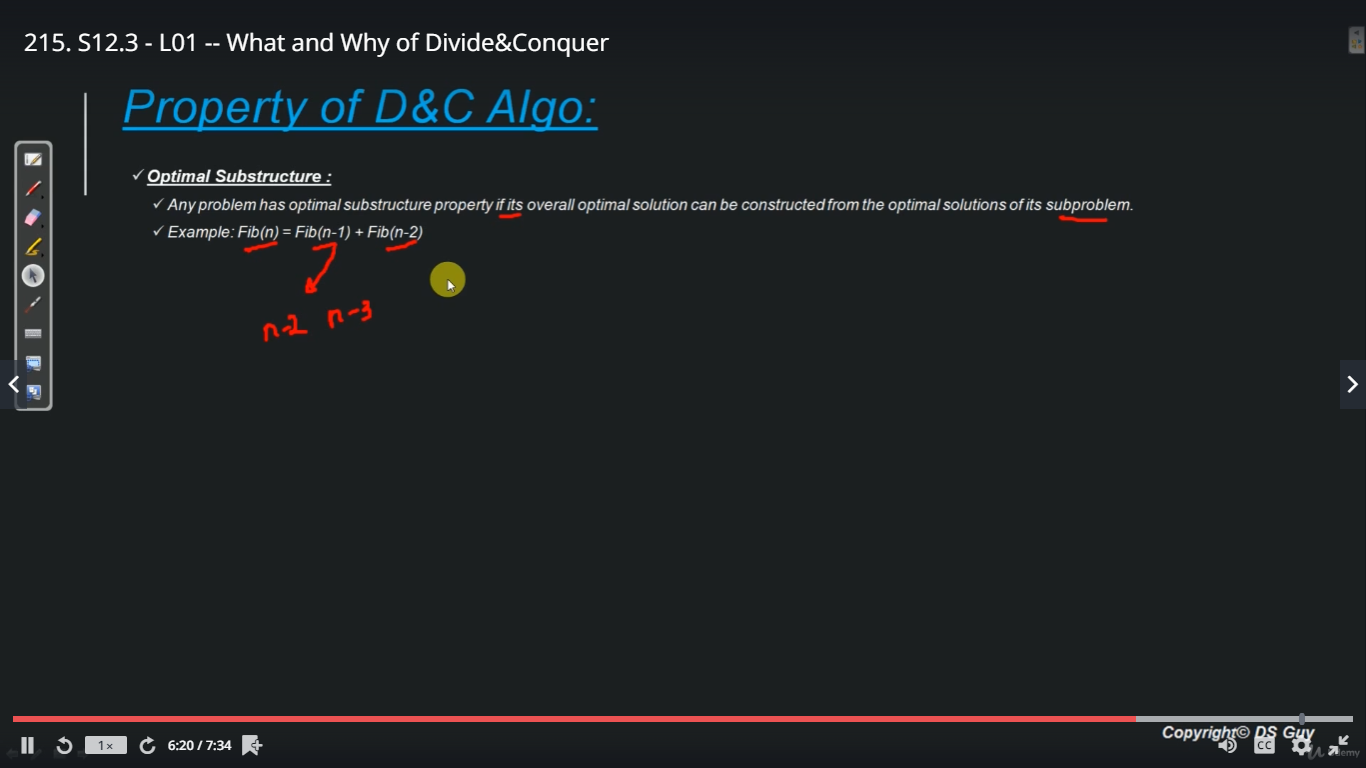 215. S12.3 - L01 -- What and Why of Divide&Conquer
Property of D&C Algo:
✓ Optimal Substructure :
✓ Any problem has optimal substructure property if its overall optimal solution can be constructed from the optimal solutions of its subproblem.
✓ Example: Fib(n) = Fib(n-1) + Fib(n-2)
n-2 n-3
Copyright© DS Guy
1x 6:20 / 7:34 CC